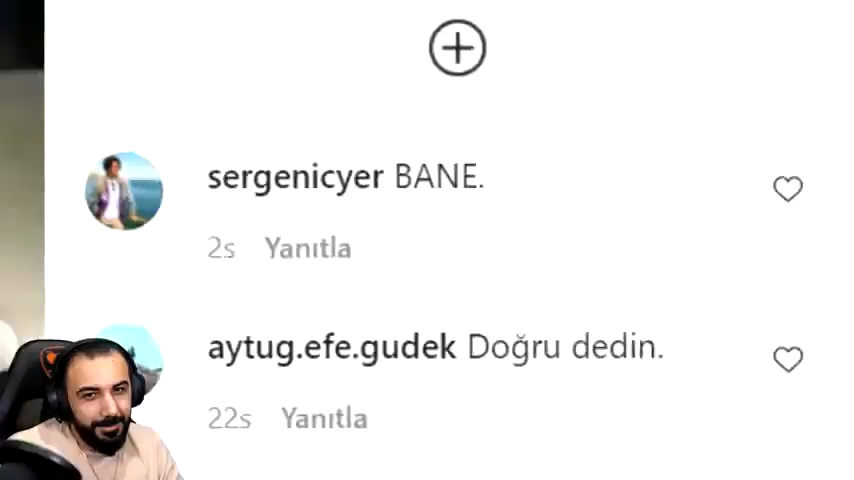 sergenicyer BANE.
2s Yanıtla
aytug.efe.gudek Doğru dedin.
22s Yanıtla